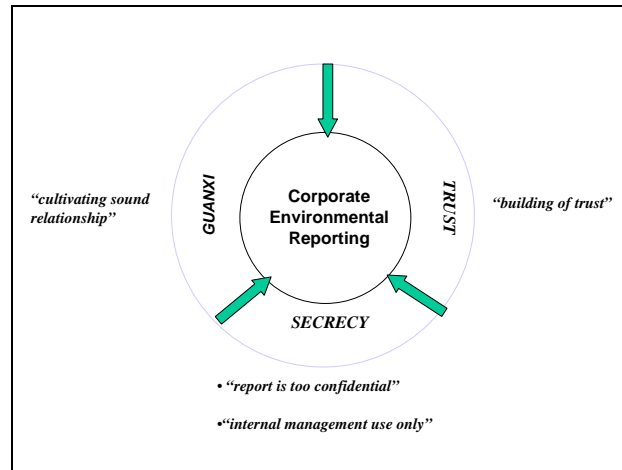 “cultivating sound
relationship”
GUANXI
Corporate
Environmental
Reporting
TRUST
“building of trust”
SECRECY
• “report is too confidential”
•“internal management use only”